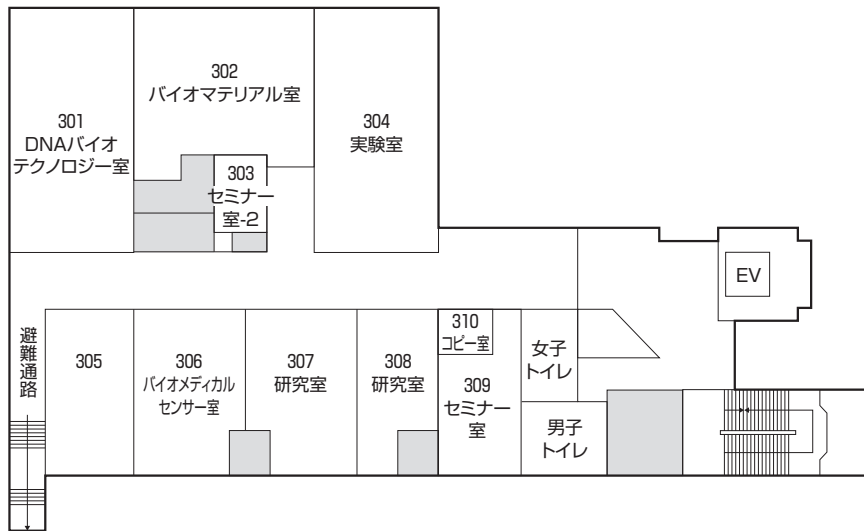 301
DNAバイオ
テクノロジー室
302
バイオマテリアル室
303
セミナー
室-2
304
実験室
EV
避難通路
305
306
バイオメディカル
センサー室
307
研究室
308
研究室
310
コピー室
309
セミナー
室
女子
トイレ
男子
トイレ